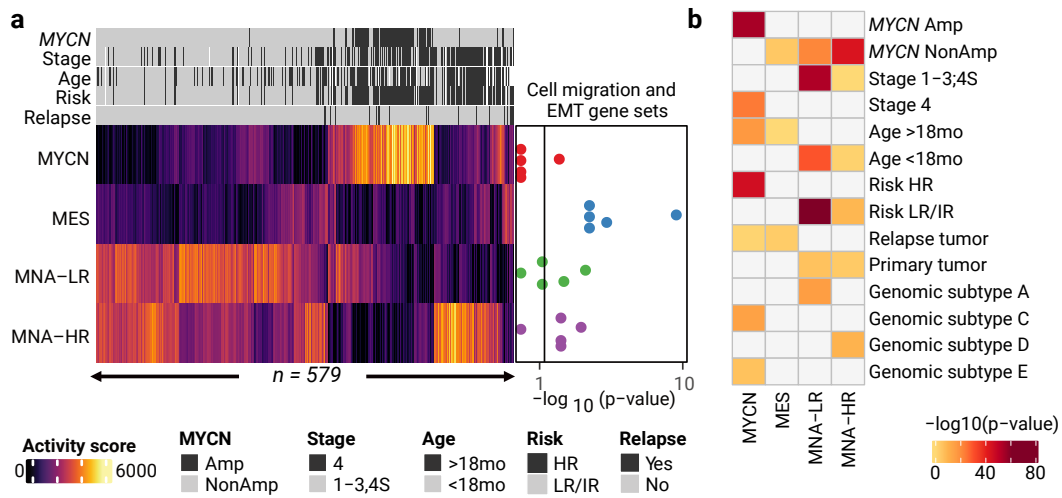 a
MYCN
Stage
Age
Risk
Relapse
MYCN
MES
MNA−LR
MNA−HR
Cell migration and
EMT gene sets
n = 579
1
10
−log 10 (p−value)
Activity score
0
6000
MYCN
Amp
NonAmp
Stage
4
1−3,4S
Age
>18mo
<18mo
Risk
HR
LR/IR
Relapse
Yes
No
b
MYCN Amp
MYCN NonAmp
Stage 1−3;4S
Stage 4
Age >18mo
Age <18mo
Risk HR
Risk LR/IR
Relapse tumor
Primary tumor
Genomic subtype A
Genomic subtype C
Genomic subtype D
Genomic subtype E
MYCN
MES
MNA−LR
MNA−HR
−log10(p−value)
0 40 80